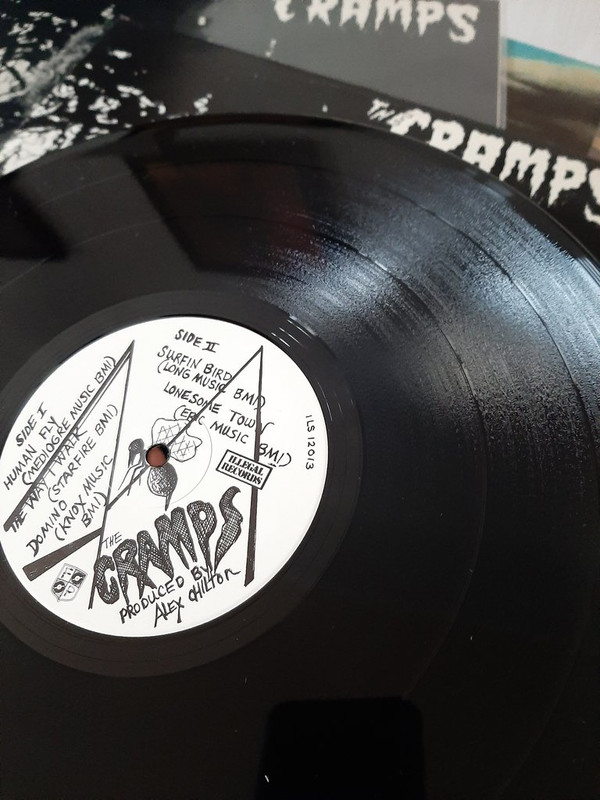 CRAMPS
THE CRAMPS
SIDE I
HUMAN FLY
(MEDIOGRE MUSIC BMI)
THE WAY I WALK
(STARFIRE BMI)
DOMINO
(KNOX MUSIC
BMI)
SIDE II
SURFIN BIRD
(LONG MUSIC BMI)
LONESOME TOWN
(ERIC MUSIC
BMI)
ILLEGAL
RECORDS
ILS 12013
THE
CRAMPS
PRODUCED BY
ALEX CHILTON